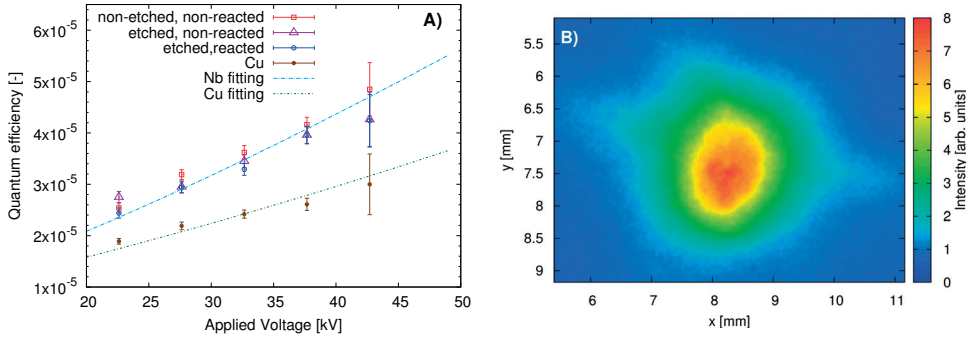 A)
non-etched, non-reacted
etched, non-reacted
etched,reacted
Cu
Nb fitting
Cu fitting
Quantum efficiency [-]
6x10-5
5x10-5
4x10-5
3x10-5
2x10-5
1x10-5
20 25 30 35 40 45 50
Applied Voltage [kV]
B)
y [mm]
5.5
6
6.5
7
7.5
8
8.5
9
6 7 8 9 10 11
x [mm]
8
7
6
5
4
3
2
1
0
Intensity [arb. units]